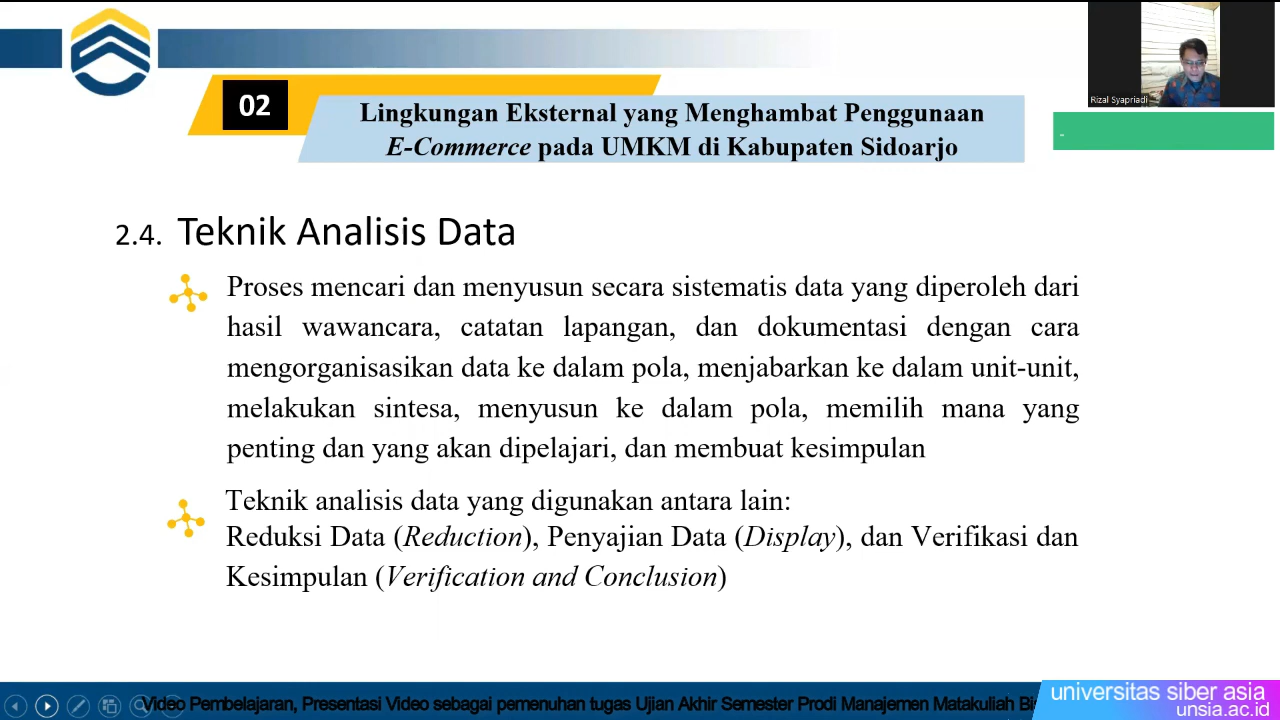 02
Lingkungan Eksternal yang Menghambat Penggunaan
E-Commerce pada UMKM di Kabupaten Sidoarjo
Rizal Syapriadi
-
2.4. Teknik Analisis Data
Proses mencari dan menyusun secara sistematis data yang diperoleh dari
hasil wawancara, catatan lapangan, dan dokumentasi dengan cara
mengorganisasikan data ke dalam pola, menjabarkan ke dalam unit-unit,
melakukan sintesa, menyusun ke dalam pola, memilih mana yang
penting dan yang akan dipelajari, dan membuat kesimpulan
Teknik analisis data yang digunakan antara lain:
Reduksi Data (Reduction), Penyajian Data (Display), dan Verifikasi dan
Kesimpulan (Verification and Conclusion)
Video Pembelajaran, Presentasi Video sebagai pemenuhan tugas Ujian Akhir Semester Prodi Manajemen Matakuliah
universitas siber asia
unsia.ac.id